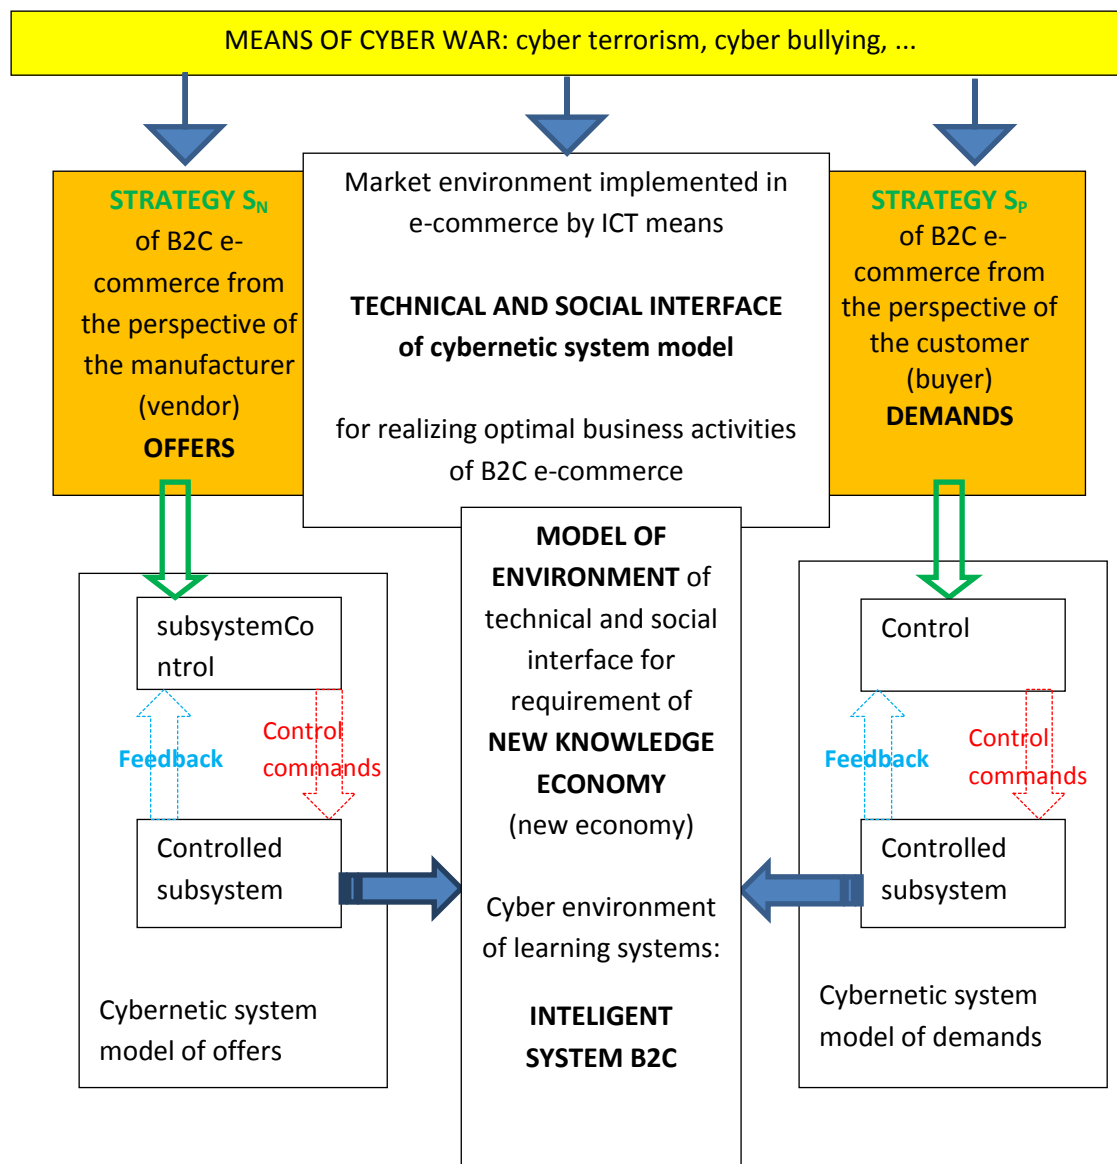 MEANS OF CYBER WAR: cyber terrorism, cyber bullying, ...
STRATEGY SN
of B2C e-
commerce from
the perspective of
the manufacturer
(vendor)
OFFERS
Market environment implemented in
e-commerce by ICT means
TECHNICAL AND SOCIAL INTERFACE
of cybernetic system model
for realizing optimal business activities
of B2C e-commerce
STRATEGY SP
of B2C e-
commerce from
the perspective of
the customer
(buyer)
DEMANDS
subsystemCo
ntrol
Feedback
Control
commands
Controlled
subsystem
Cybernetic system
model of offers
MODEL OF
ENVIRONMENT of
technical and social
interface for
requirement of
NEW KNOWLEDGE
ECONOMY
(new economy)
Cyber environment
of learning systems:
INTELIGENT
SYSTEM B2C
Control
Feedback
Control
commands
Controlled
subsystem
Cybernetic system
model of demands